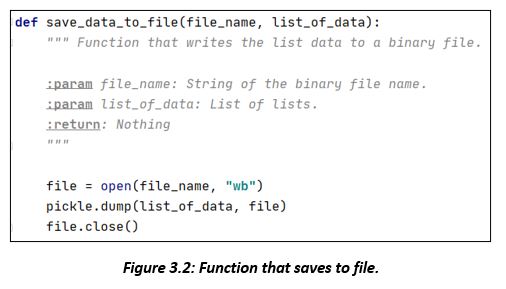 def save_data_to_file(file_name, list_of_data):
    """ Function that writes the list data to a binary file.

    :param file_name: String of the binary file name.
    :param list_of_data: List of lists.
    :return: Nothing
    """

    file = open(file_name, "wb")
    pickle.dump(list_of_data, file)
    file.close()
Figure 3.2: Function that saves to file.